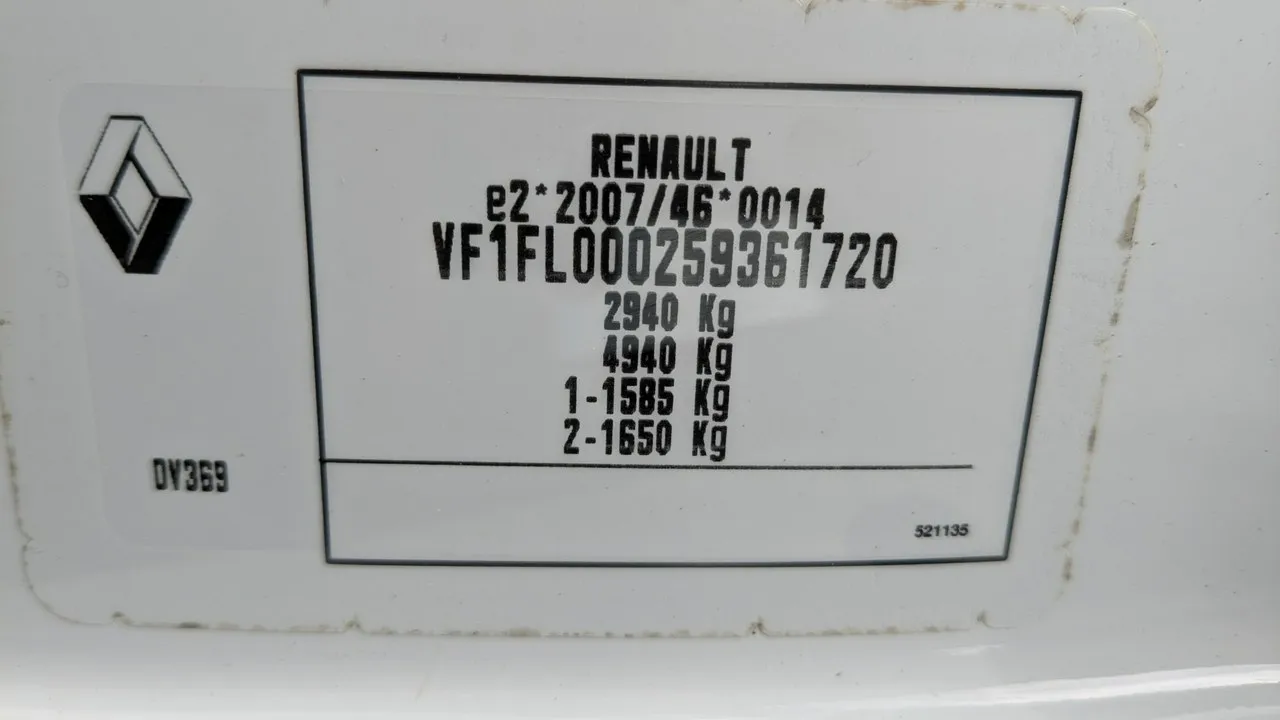 RENAULT
e2*2007/46*0014
VF1FL000259361720
2940 Kg
4940 Kg
1-1585 Kg
2-1650 Kg
DV369
521135